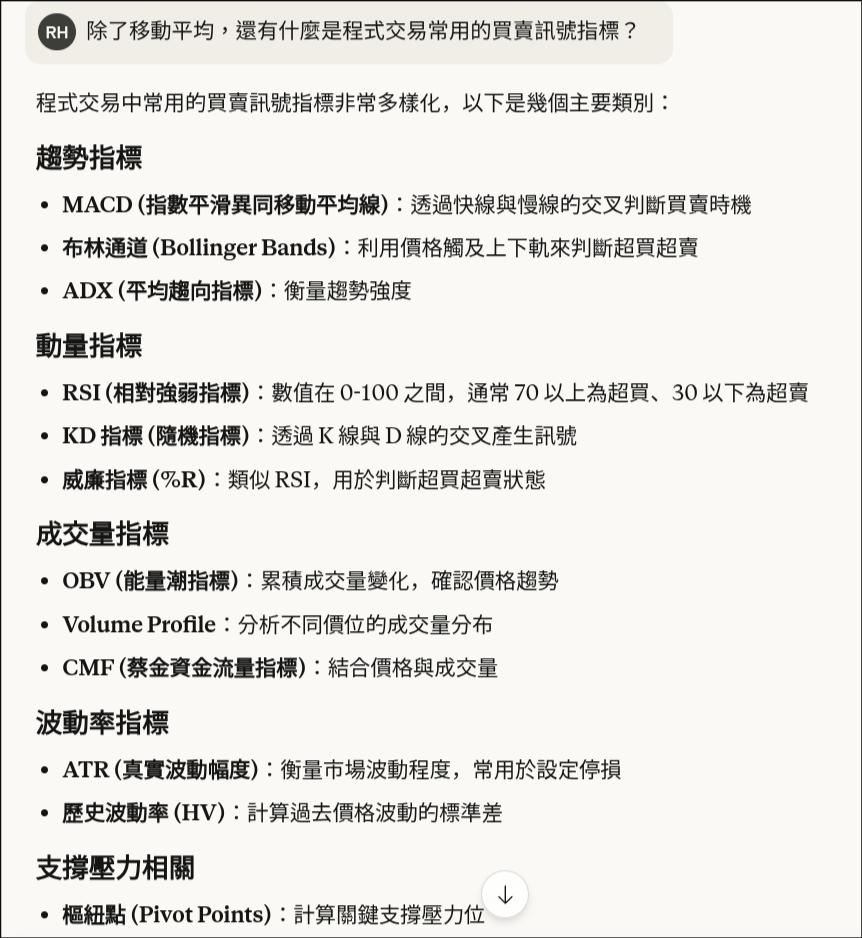 RH 除了移動平均，還有什麼是程式交易常用的買賣訊號指標？
程式交易中常用的買賣訊號指標非常多樣化，以下是幾個主要類別：
趨勢指標
• MACD (指數平滑異同移動平均線)：透過快線與慢線的交叉判斷買賣時機
• 布林通道 (Bollinger Bands)：利用價格觸及上下軌來判斷超買超賣
• ADX (平均趨向指標)：衡量趨勢強度
動量指標
• RSI (相對強弱指標)：數值在 0-100 之間，通常 70 以上為超買、30 以下為超賣
• KD 指標 (隨機指標)：透過 K 線與 D 線的交叉產生訊號
• 威廉指標 (%R)：類似 RSI，用於判斷超買超賣狀態
成交量指標
• OBV (能量潮指標)：累積成交量變化，確認價格趨勢
• Volume Profile：分析不同價位的成交量分布
• CMF (蔡金資金流量指標)：結合價格與成交量
波動率指標
• ATR (真實波動幅度)：衡量市場波動程度，常用於設定停損
• 歷史波動率 (HV)：計算過去價格波動的標準差
支撐壓力相關
• 樞紐點 (Pivot Points)：計算關鍵支撐壓力位